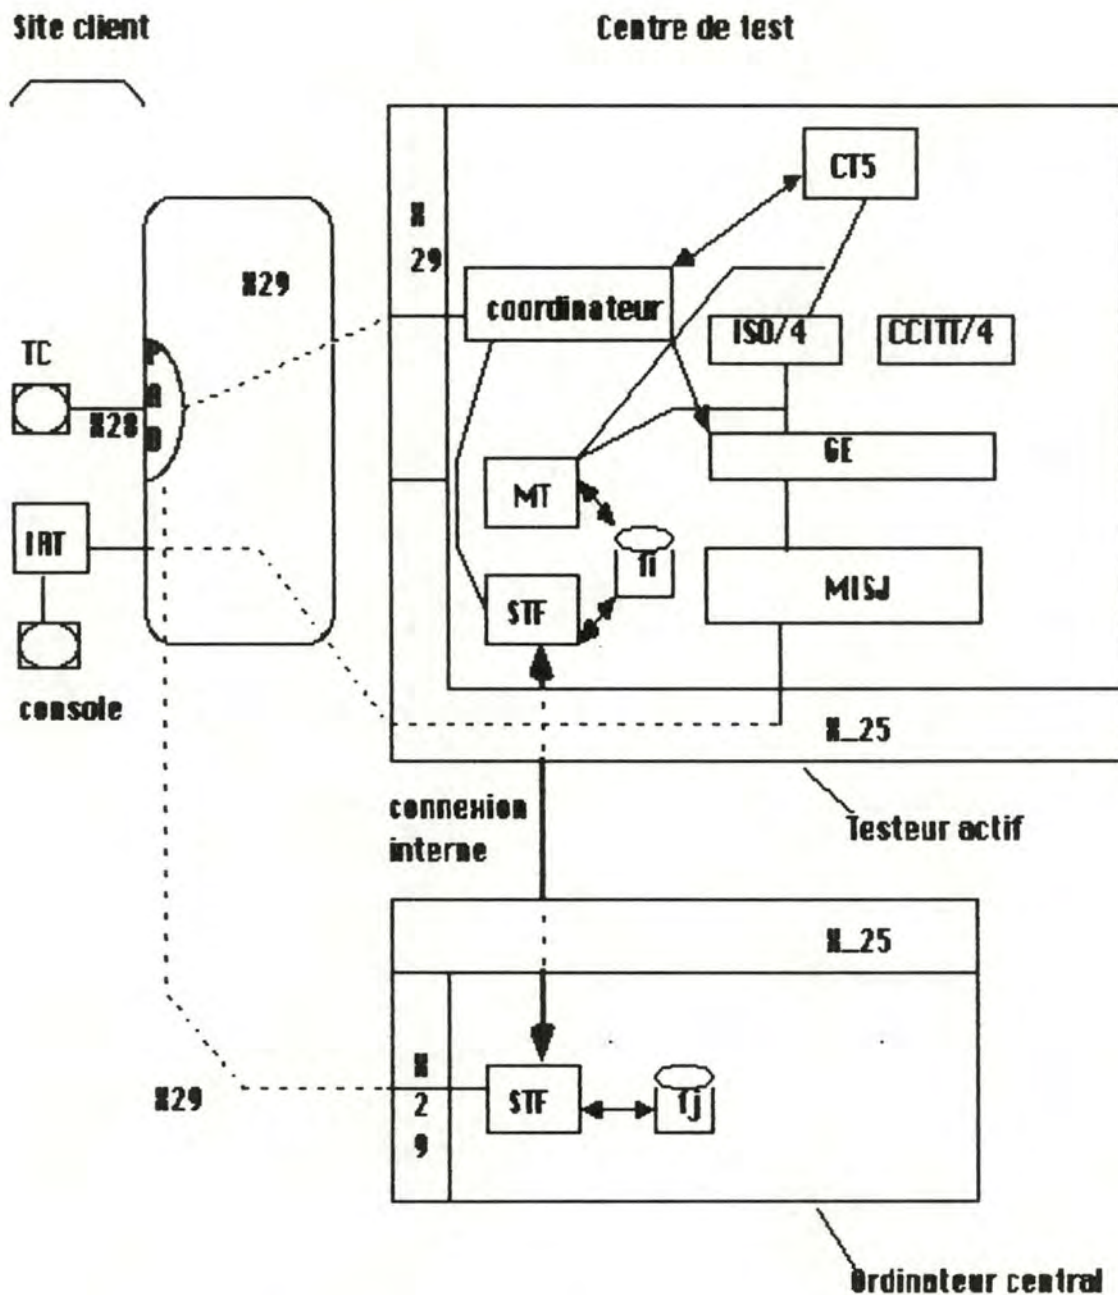 Site client
Centre de test
CT5
X
29
X29
coordinateur
ISO/4
CCITT/4
TC
P
A
D
X28
GE
MT
IAT
fi
MISJ
STF
console
X_25
connexion
interne
Testeur actif
X_25
X
2
9
X29
STF
fj
Ordinateur central